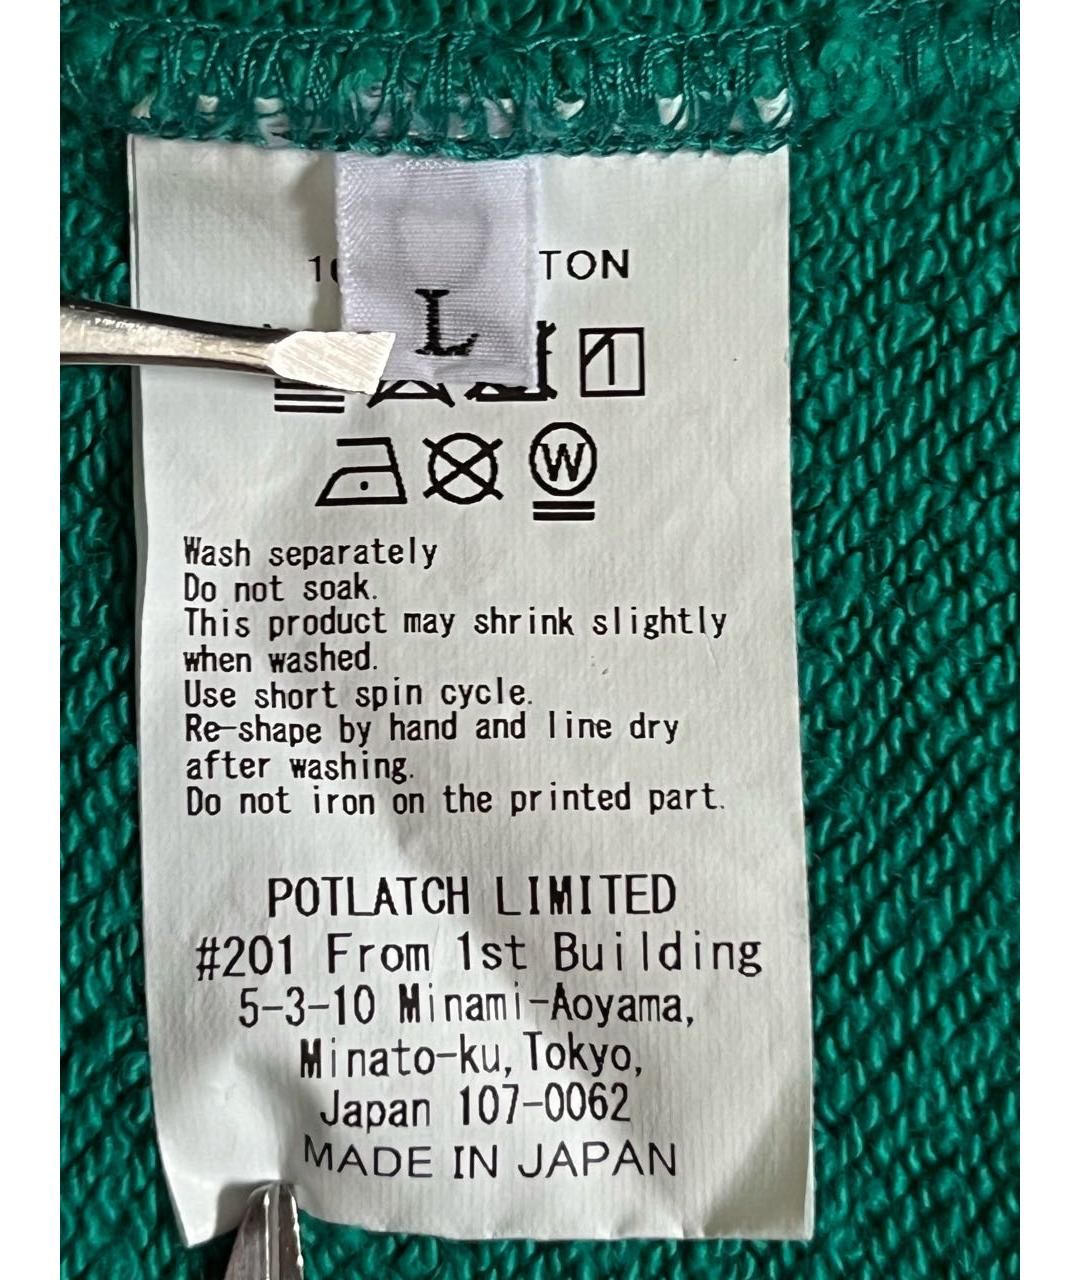 L
TON
W
Wash separately
Do not soak.
This product may shrink slightly
when washed.
Use short spin cycle.
Re-shape by hand and line dry
after washing.
Do not iron on the printed part.
POTLATCH LIMITED
#201 From 1st Building
5-3-10 Minami-Aoyama,
Minato-ku, Tokyo,
Japan 107-0062
MADE IN JAPAN